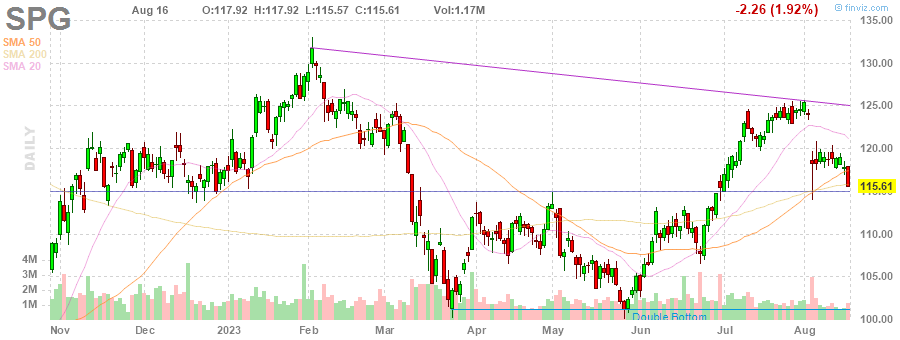 SPG
Aug 16 O:117.92 H:117.92 L:115.57 C:115.61 Vol:1.17M -2.26 (1.92%)
© finviz.com
SMA 50
SMA 200
SMA 20
DAILY
135.00
130.00
125.00
120.00
115.61
110.00
105.00
100.00
4M
3M
2M
1M
Double Bottom
Nov Dec 2023 Feb Mar Apr May Jun Jul Aug